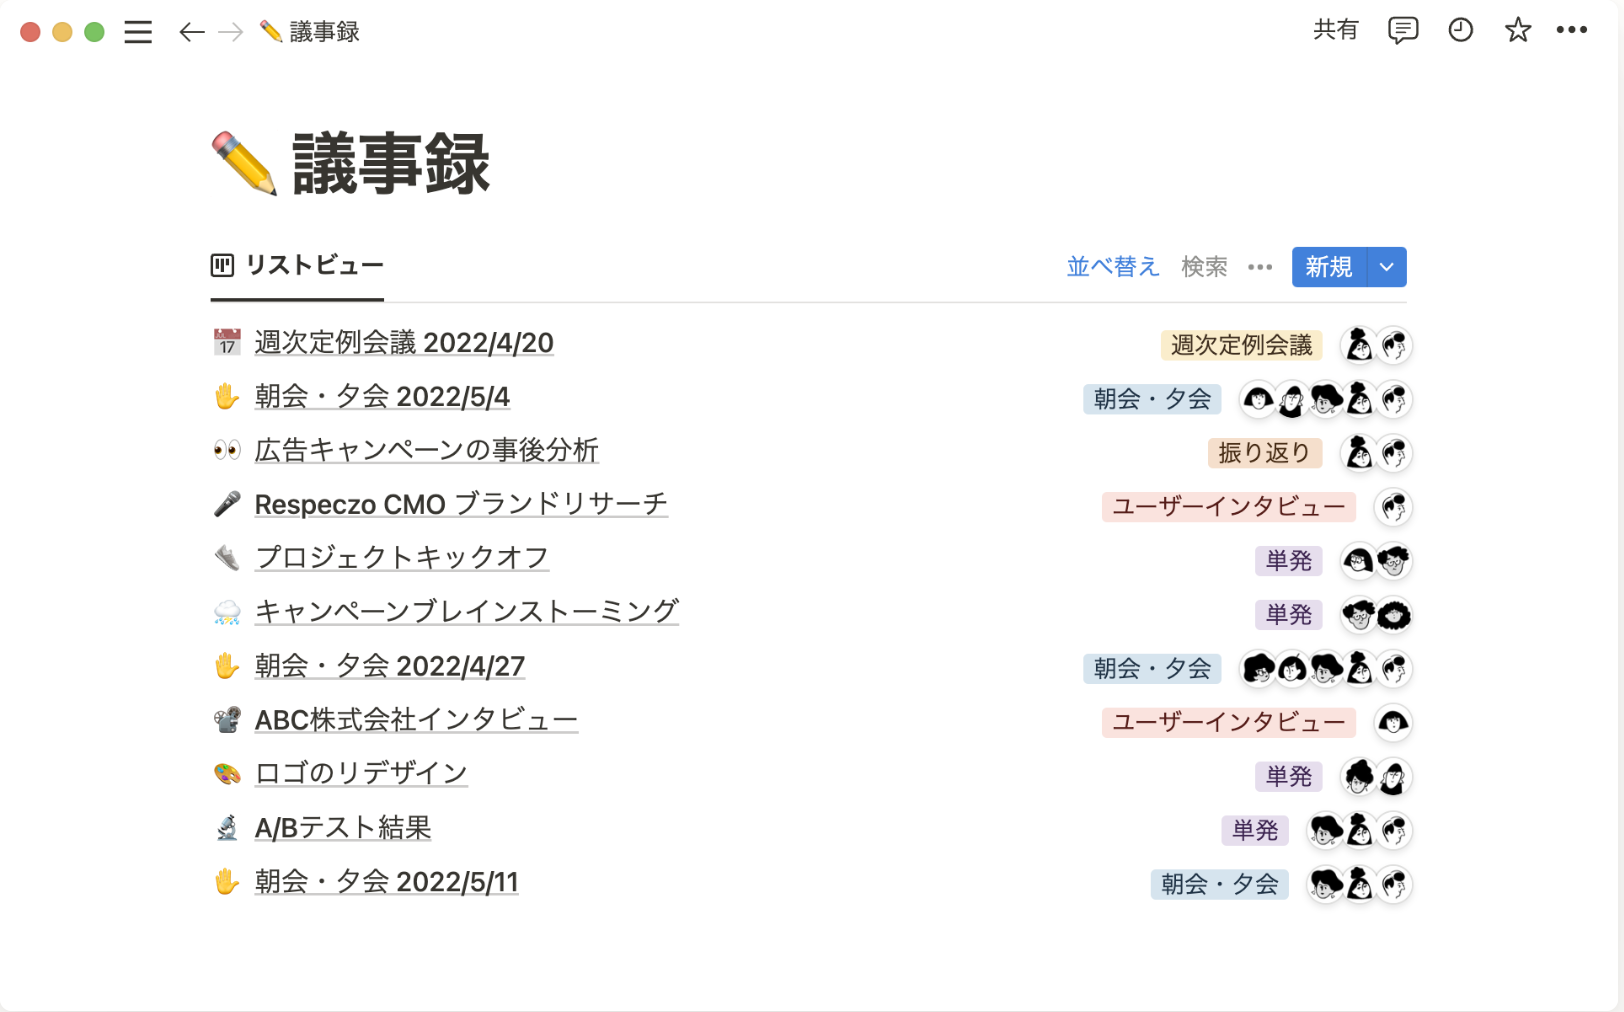 議事録
共有
議事録
リストビュー
並べ替え 検索 新規
週次定例会議 2022/4/20 週次定例会議
朝会・夕会 2022/5/4 朝会・夕会
広告キャンペーンの事後分析 振り返り
Respeczo CMO ブランドリサーチ ユーザーインタビュー
プロジェクトキックオフ 単発
キャンペーンブレインストーミング 単発
朝会・夕会 2022/4/27 朝会・夕会
ABC株式会社インタビュー ユーザーインタビュー
ロゴのリデザイン 単発
A/Bテスト結果 単発
朝会・夕会 2022/5/11 朝会・夕会